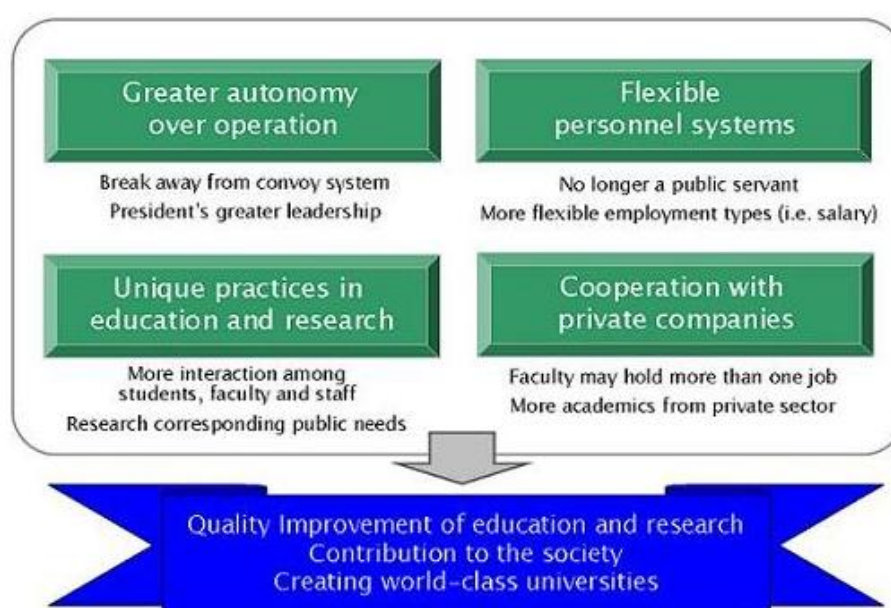 Greater autonomy
over operation
Break away from convoy system
President's greater leadership
Flexible
personnel systems
No longer a public servant
More flexible employment types (i.e. salary)
Unique practices in
education and research
More interaction among
students, faculty and staff
Research corresponding public needs
Cooperation with
private companies
Faculty may hold more than one job
More academics from private sector
Quality Improvement of education and research
Contribution to the society
Creating world-class universities